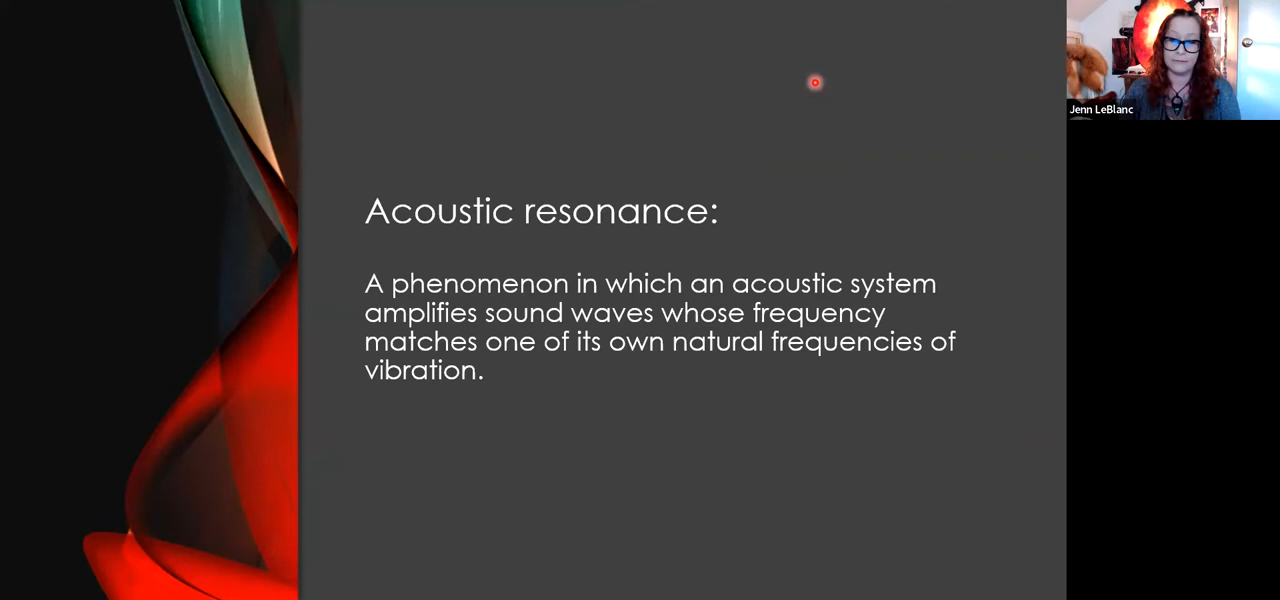 Acoustic resonance:
A phenomenon in which an acoustic system
amplifies sound waves whose frequency
matches one of its own natural frequencies of
vibration.
Jenn LeBlanc